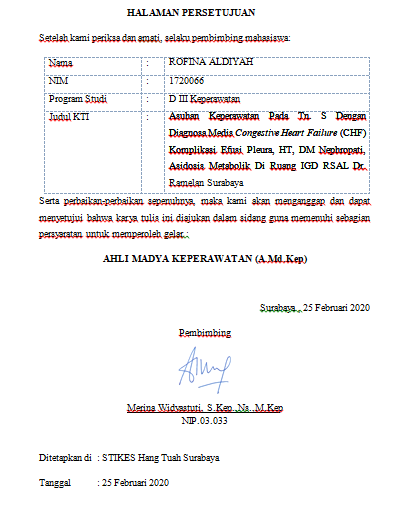 HALAMAN PERSETUJUAN
Setelah kami periksa dan amati, selaku pembimbing mahasiswa:
Nama : ROFINA ALDIYAH
NIM : 1720066
Program Studi : D III Keperawatan
Judul KTI : Asuhan Keperawatan Pada Tn. S Dengan
Diagnosa Medis Congestive Heart Failure (CHF)
Komplikasi Efusi Pleura, HT, DM Nephropati,
Asidosis Metabolik Di Ruang IGD RSAL Dr.
Ramelan Surabaya
Serta perbaikan-perbaikan sepenuhnya, maka kami akan menganggap dan dapat
menyetujui bahwa karya tulis ini diajukan dalam sidang guna memenuhi sebagian
persyaratan untuk memperoleh gelar.:
AHLI MADYA KEPERAWATAN (A.Md.Kep)
Surabaya , 25 Februari 2020
Pembimbing
Merina Widyastuti, S.Kep.,Ns.,M.Kep
NIP.03.033
Ditetapkan di : STIKES Hang Tuah Surabaya
Tanggal : 25 Februari 2020